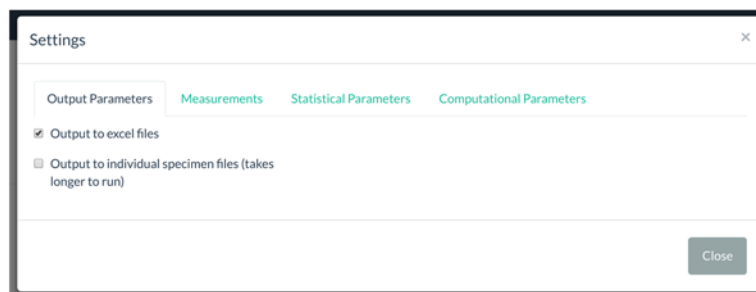 Settings
×
Output Parameters Measurements Statistical Parameters Computational Parameters
Output to excel files
Output to individual specimen files (takes
longer to run)
Close